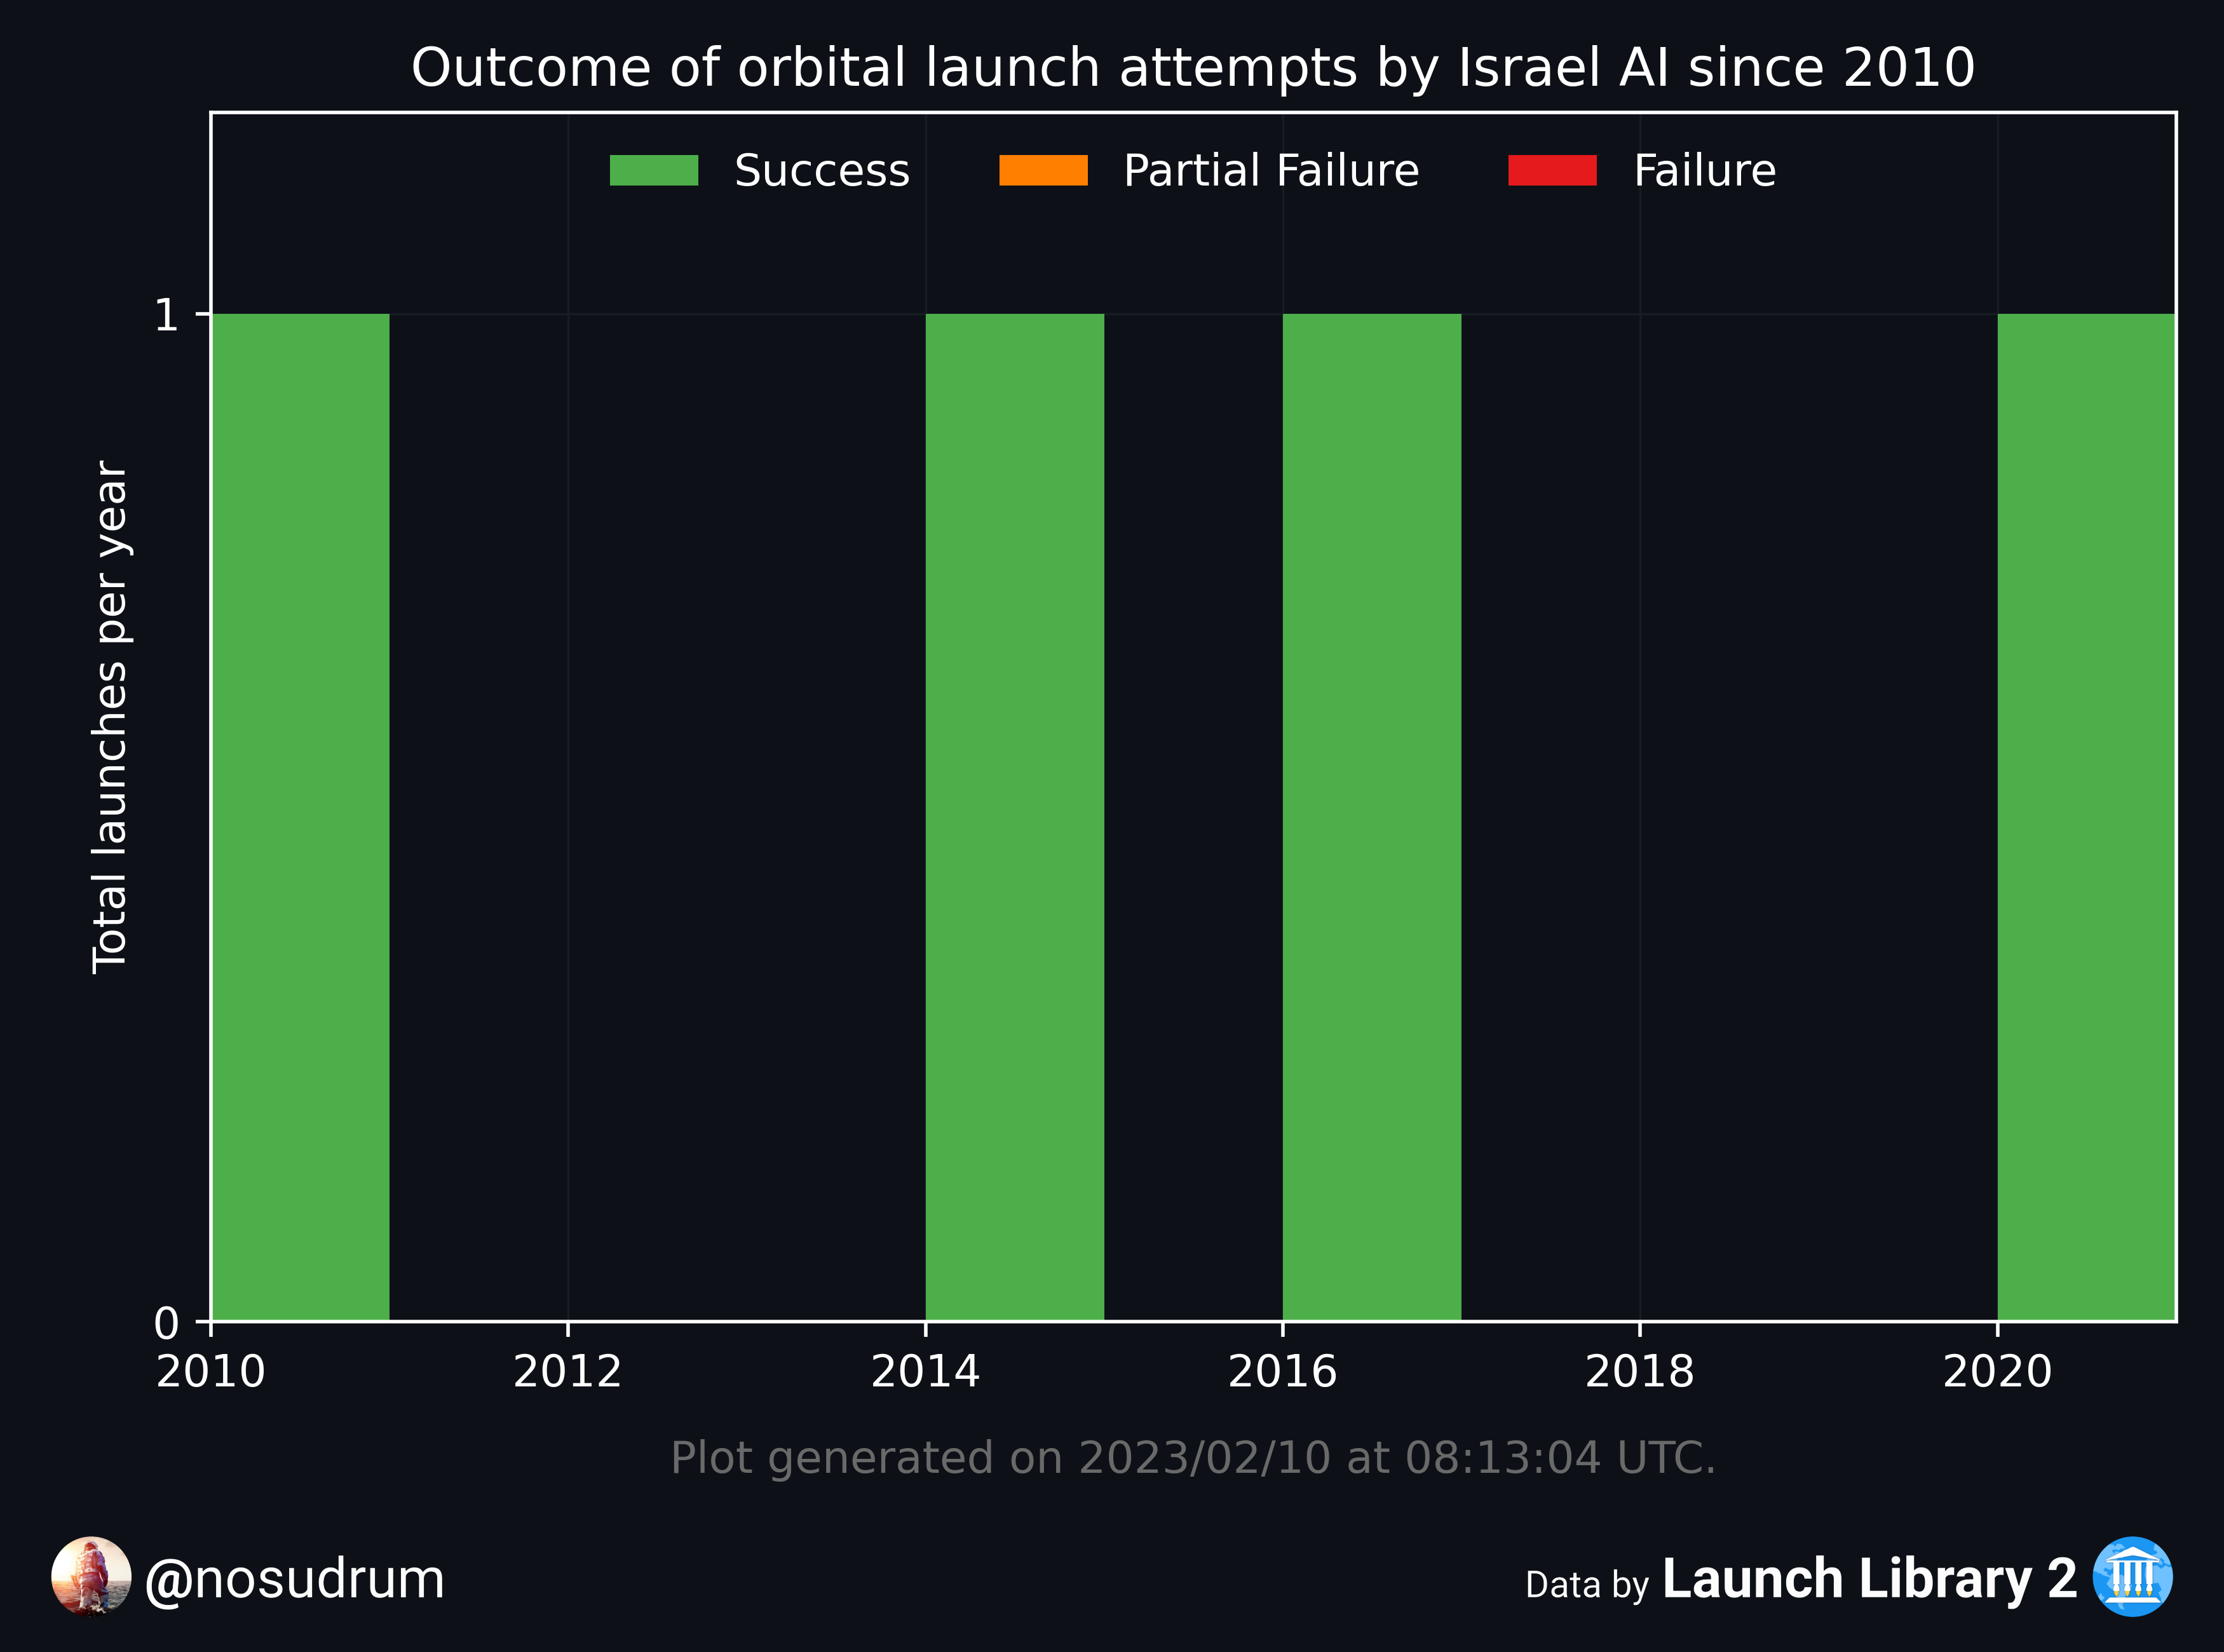 Outcome of orbital launch attempts by Israel AI since 2010
Success Partial Failure Failure
Total launches per year
1
0
2010 2012 2014 2016 2018 2020
Plot generated on 2023/02/10 at 08:13:04 UTC.
@nosudrum
Data by Launch Library 2